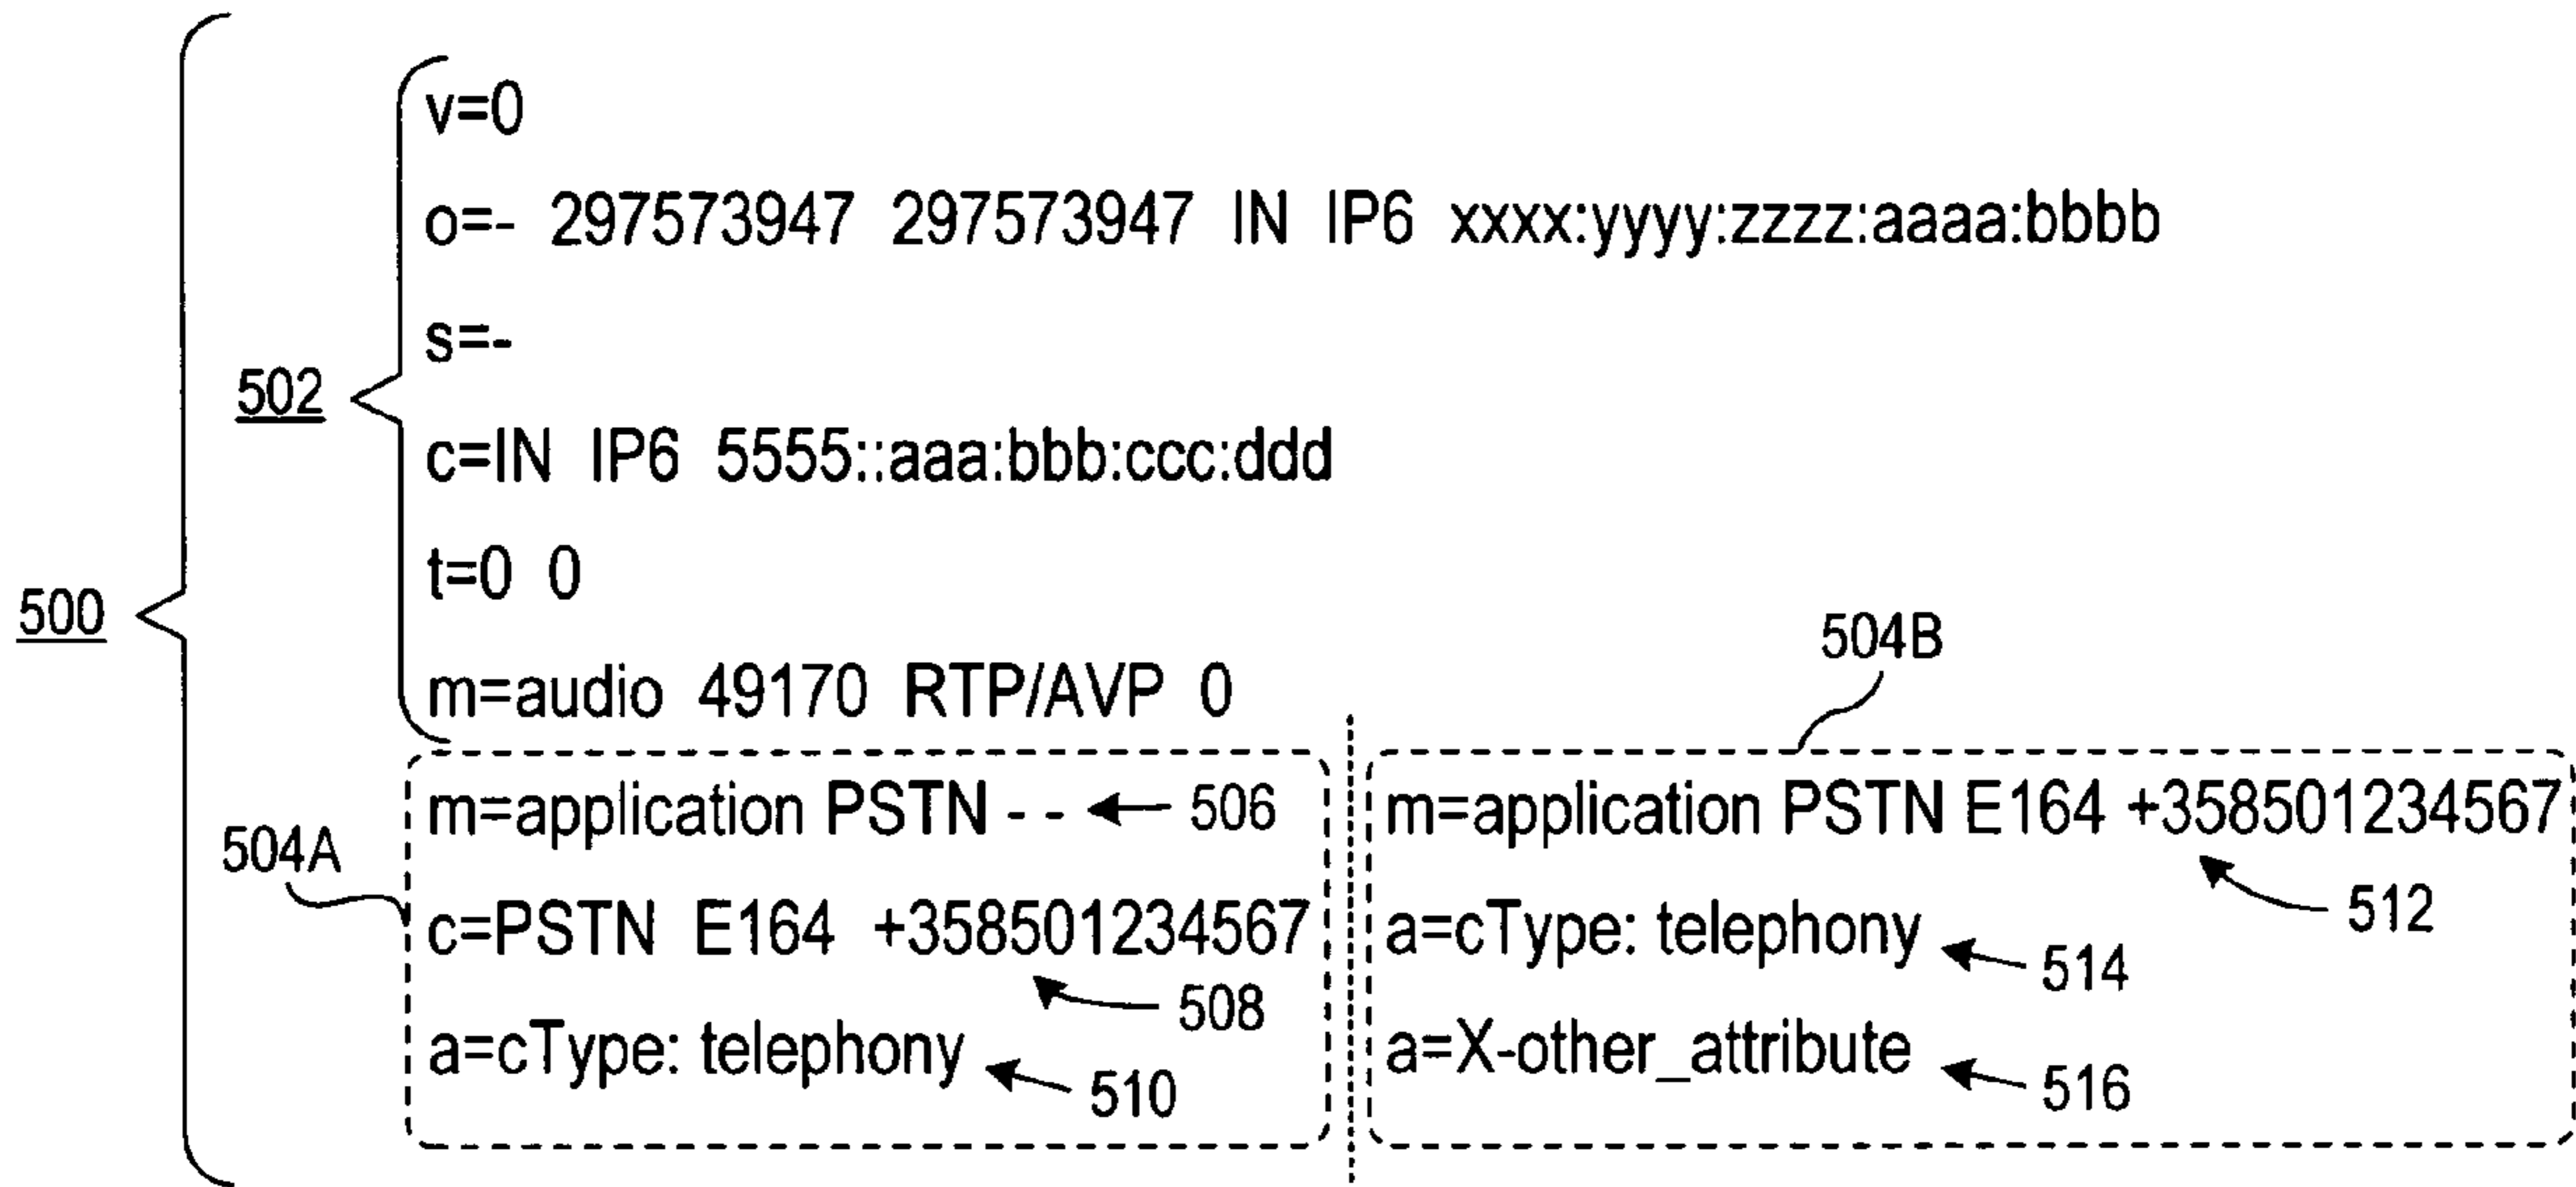 v=0
o=- 297573947 297573947 IN IP6 xxxx:yyyy:zzzz:aaaa:bbbb
s=-
502
c=IN IP6 5555::aaa:bbb:ccc:ddd
t=0 0
500
504B
m=audio 49170 RTP/AVP 0
504A
m=application PSTN - - 506
c=PSTN E164 +358501234567
508
a=cType: telephony
510
m=application PSTN E164 +358501234567
512
a=cType: telephony
514
a=X-other_attribute
516